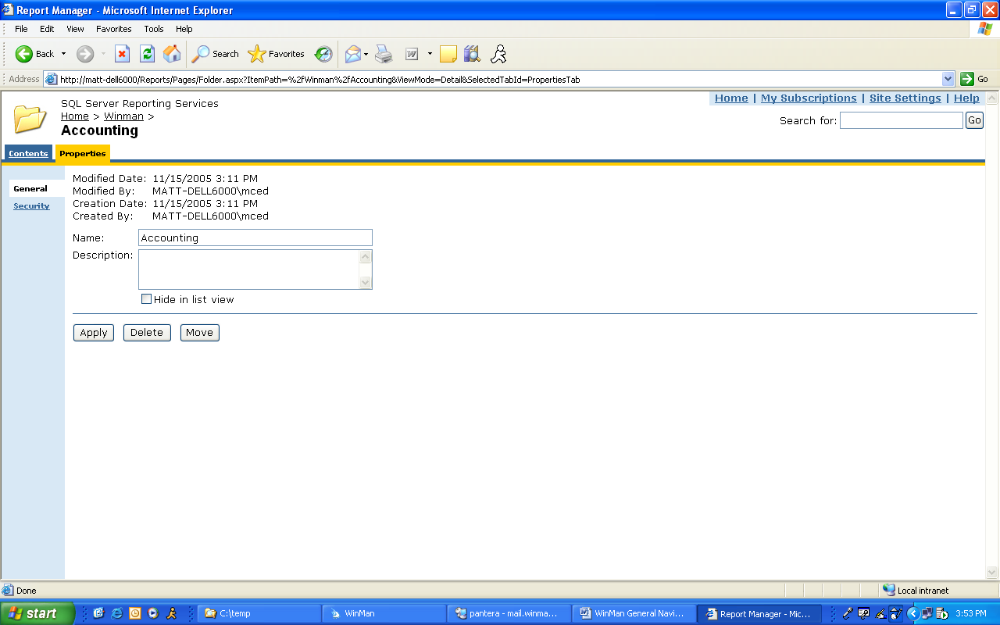 Report Manager - Microsoft Internet Explorer
File Edit View Favorites Tools Help
Back Search Favorites
Address http://matt-dell6000/Reports/Pages/Folder.aspx?ItemPath=%2fWinman%2fAccounting&ViewMode=Detail&SelectedTabId=PropertiesTab Go
SQL Server Reporting Services
Home | My Subscriptions | Site Settings | Help
Home > Winman >
Accounting
Search for: Go
Contents Properties
General
Security
Modified Date: 11/15/2005 3:11 PM
Modified By: MATT-DELL6000\mced
Creation Date: 11/15/2005 3:11 PM
Created By: MATT-DELL6000\mced
Name: Accounting
Description:
Hide in list view
Apply Delete Move
Done Local intranet
start C:\temp WinMan pantera - mail.winma... WinMan General Navi... Report Manager - Mic... 3:53 PM